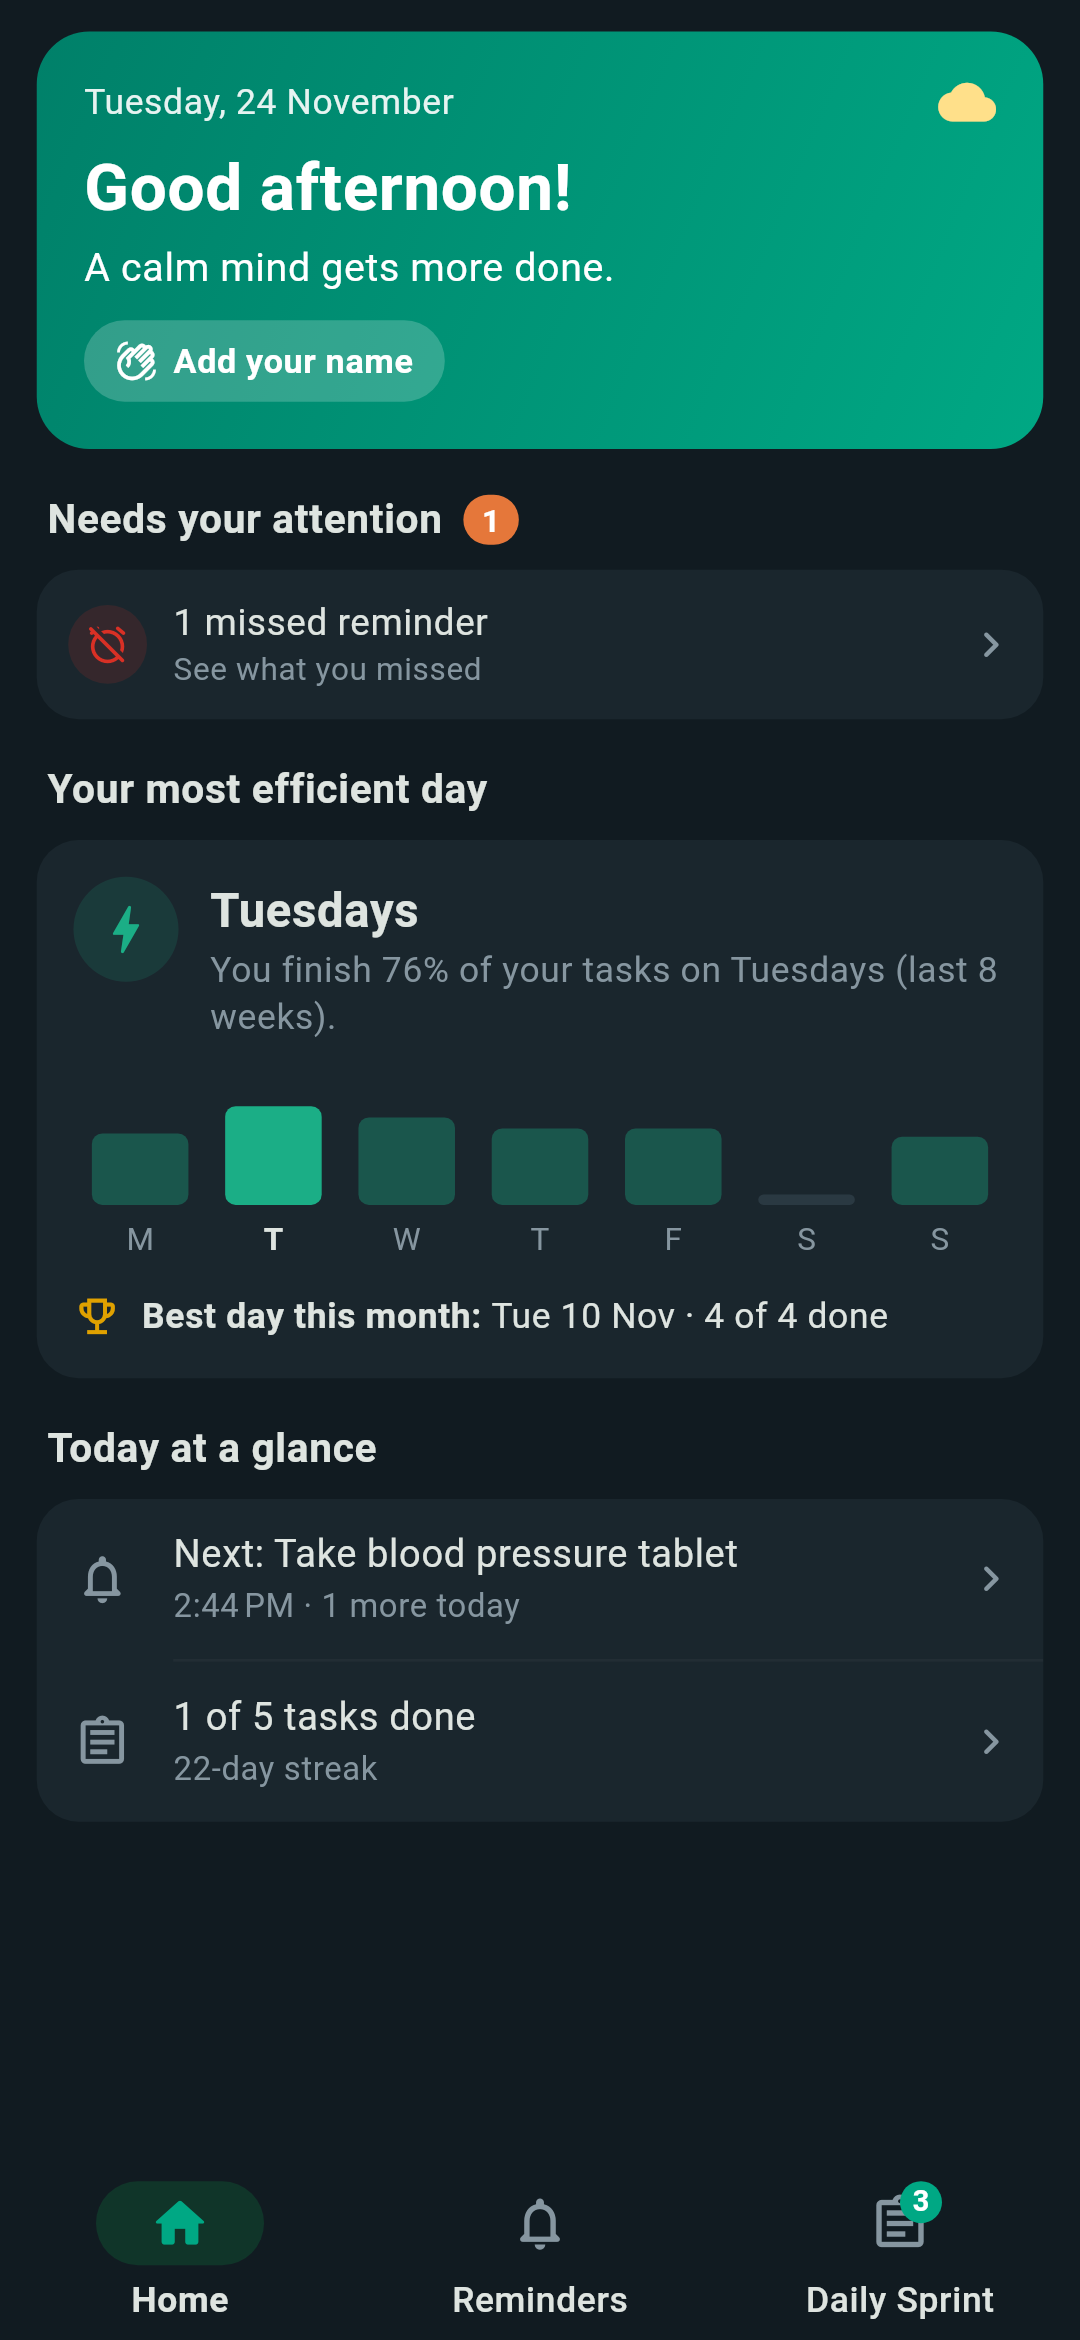 Tuesday, 24 November
Good afternoon!
A calm mind gets more done.
Add your name
Needs your attention 1
1 missed reminder
See what you missed
Your most efficient day
Tuesdays
You finish 76% of your tasks on Tuesdays (last 8
weeks).
M T W T F S S
Best day this month: Tue 10 Nov · 4 of 4 done
Today at a glance
Next: Take blood pressure tablet
2:44 PM · 1 more today
1 of 5 tasks done
22-day streak
3
Home Reminders Daily Sprint